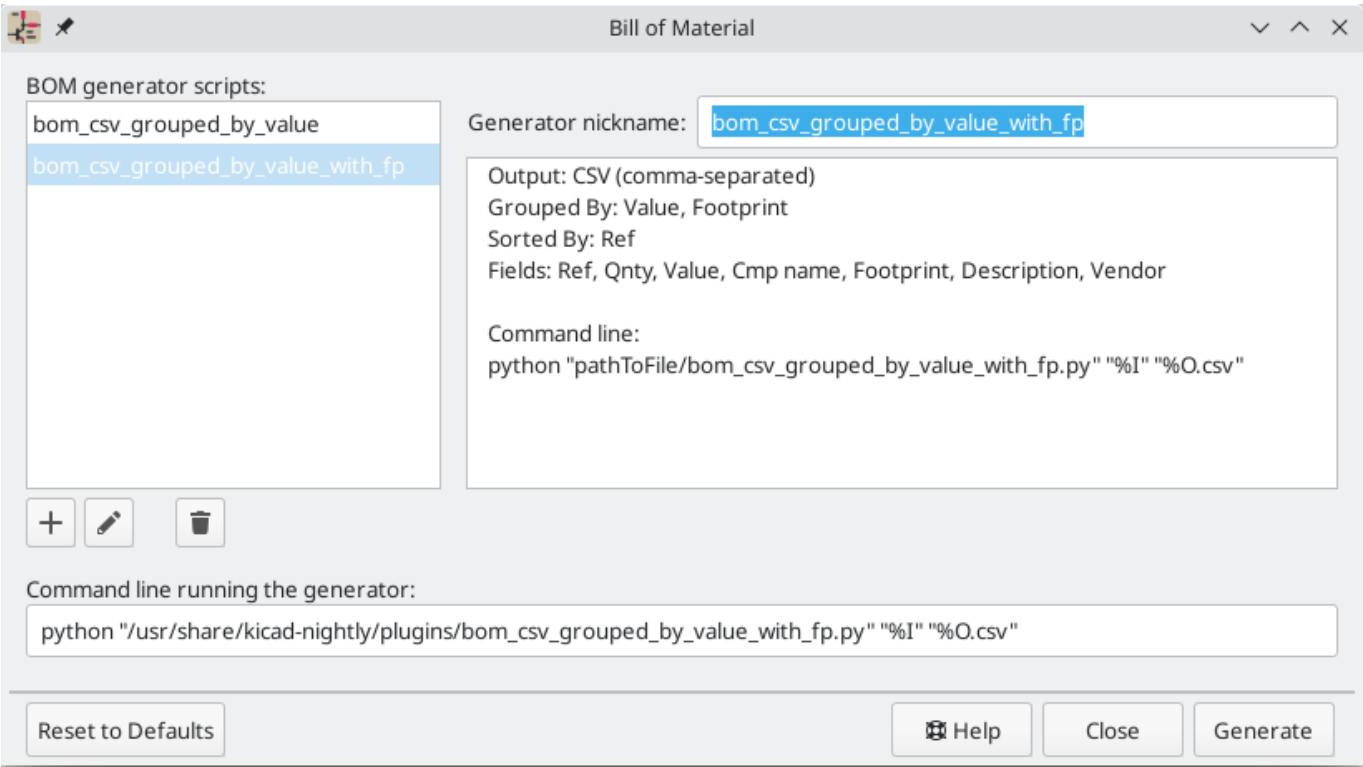 Bill of Material
BOM generator scripts:
bom_csv_grouped_by_value
bom_csv_grouped_by_value_with_fp
Generator nickname: bom_csv_grouped_by_value_with_fp
Output: CSV (comma-separated)
Grouped By: Value, Footprint
Sorted By: Ref
Fields: Ref, Qnty, Value, Cmp name, Footprint, Description, Vendor
Command line:
python "pathToFile/bom_csv_grouped_by_value_with_fp.py" "%I" "%O.csv"
Command line running the generator:
python "/usr/share/kicad-nightly/plugins/bom_csv_grouped_by_value_with_fp.py" "%I" "%O.csv"
Reset to Defaults
Help
Close
Generate